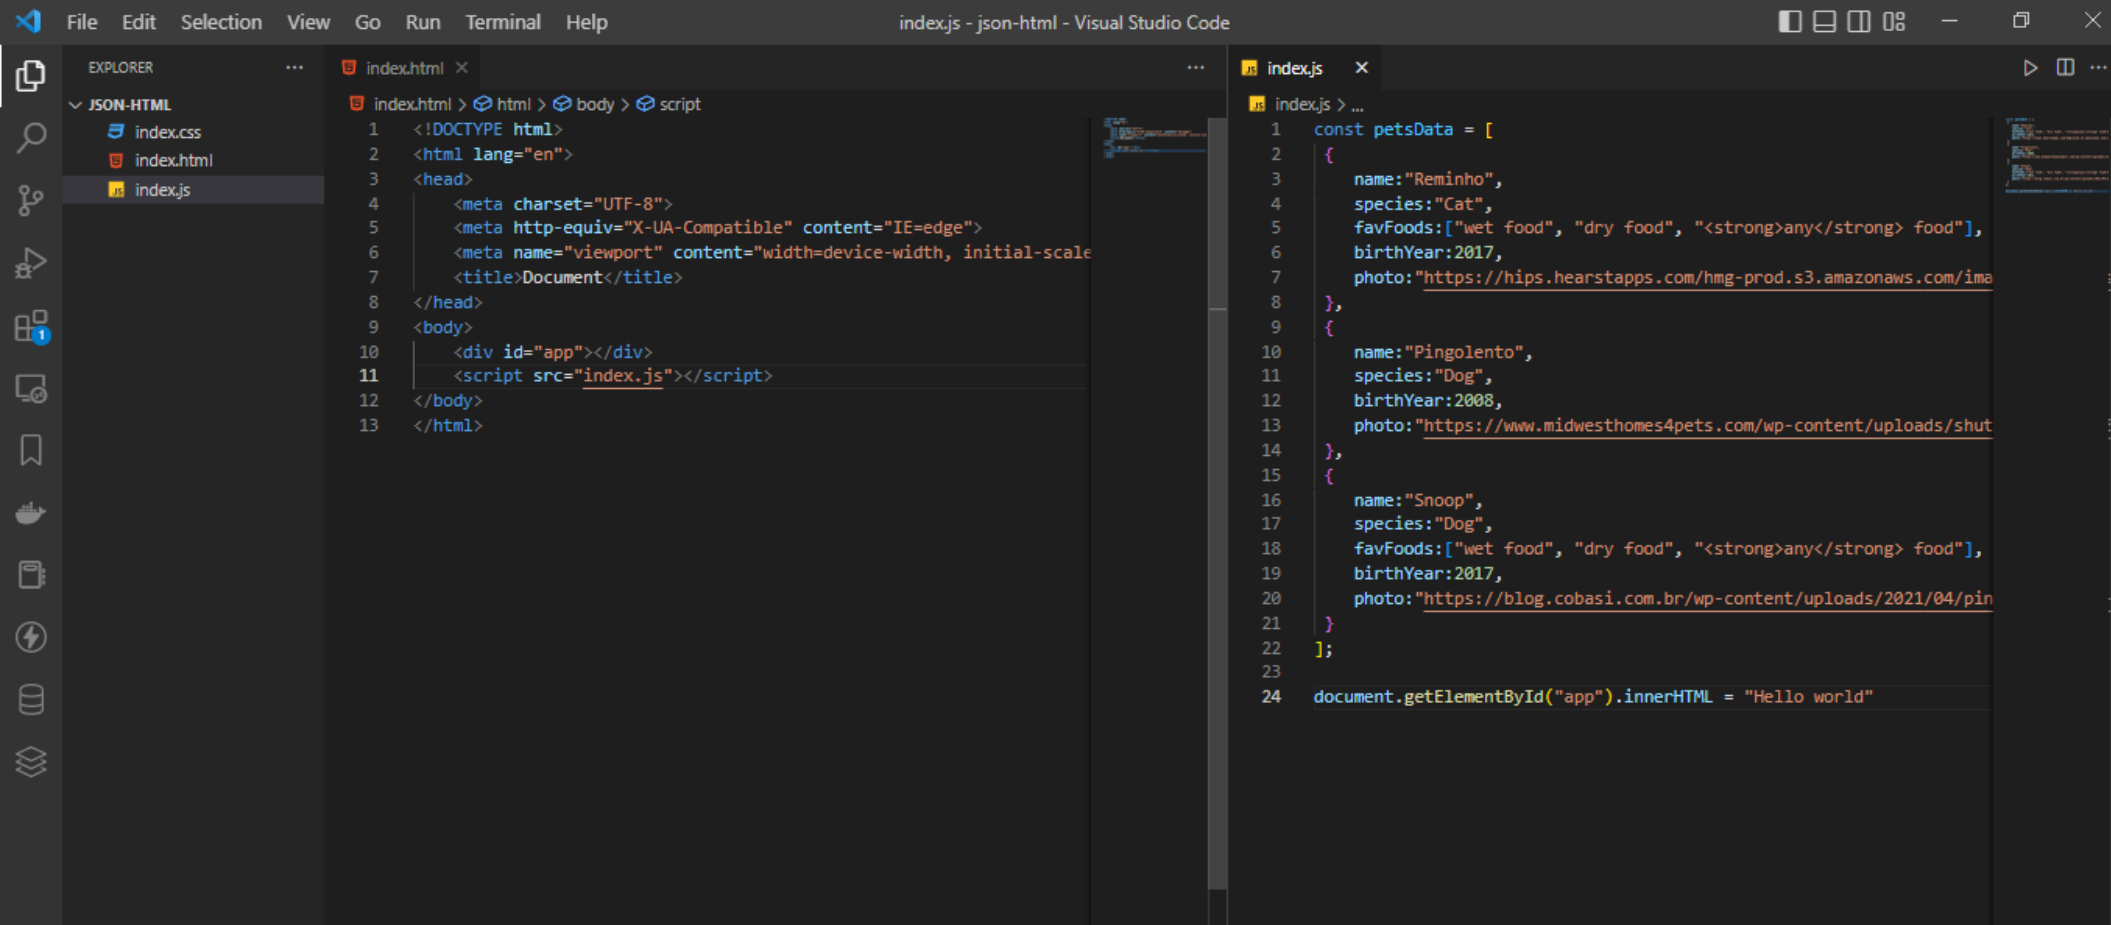 File Edit Selection View Go Run Terminal Help
index.js - json-html - Visual Studio Code
EXPLORER
JSON-HTML
index.css
index.html
index.js
1
index.html
index.html > html > body > script
1 <!DOCTYPE html>
2 <html lang="en">
3 <head>
4 <meta charset="UTF-8">
5 <meta http-equiv="X-UA-Compatible" content="IE=edge">
6 <meta name="viewport" content="width=device-width, initial-scale
7 <title>Document</title>
8 </head>
9 <body>
10 <div id="app"></div>
11 <script src="index.js"></script>
12 </body>
13 </html>
JS index.js
JS index.js > ...
1 const petsData = [
2 {
3 name:"Reminho",
4 species:"Cat",
5 favFoods:["wet food", "dry food", "<strong>any</strong> food"],
6 birthYear:2017,
7 photo:"https://hips.hearstapps.com/hmg-prod.s3.amazonaws.com/ima
8 },
9 {
10 name:"Pingolento",
11 species:"Dog",
12 birthYear:2008,
13 photo:"https://www.midwesthomes4pets.com/wp-content/uploads/shut
14 },
15 {
16 name:"Snoop",
17 species:"Dog",
18 favFoods:["wet food", "dry food", "<strong>any</strong> food"],
19 birthYear:2017,
20 photo:"https://blog.cobasi.com.br/wp-content/uploads/2021/04/pin
21 }
22 ];
23
24 document.getElementById("app").innerHTML = "Hello world"